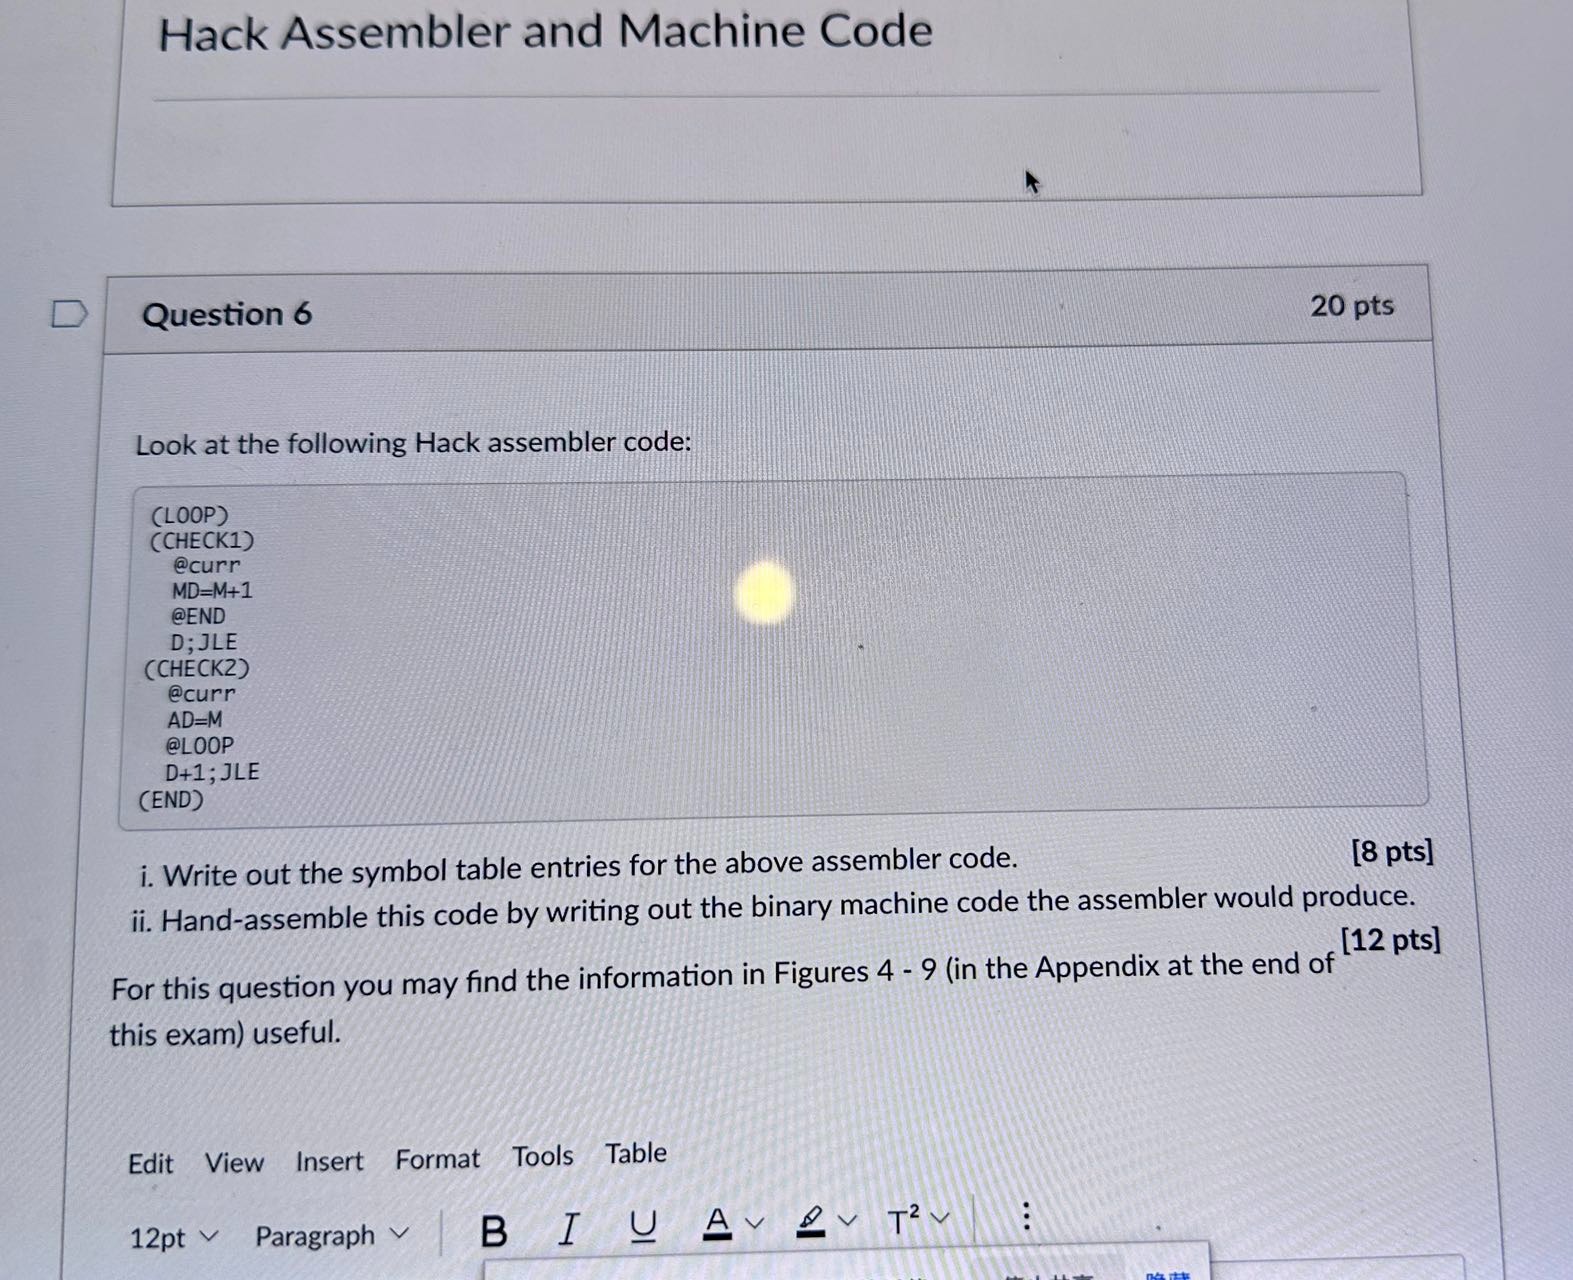 Hack Assembler and Machine Code
Question 6
20 pts
Look at the following Hack assembler code:
(LOOP)
(CHECK1)
@curr
MD=M+1
@END
D;JLE
(CHECK2)
@curr
AD=M
@LOOP
D+1;JLE
(END)
i. Write out the symbol table entries for the above assembler code.
[8 pts]
ii. Hand-assemble this code by writing out the binary machine code the assembler would produce.
[12 pts]
For this question you may find the information in Figures 4 - 9 (in the Appendix at the end of
this exam) useful.
Edit View Insert Format Tools Table
12pt Paragraph B I U A T²